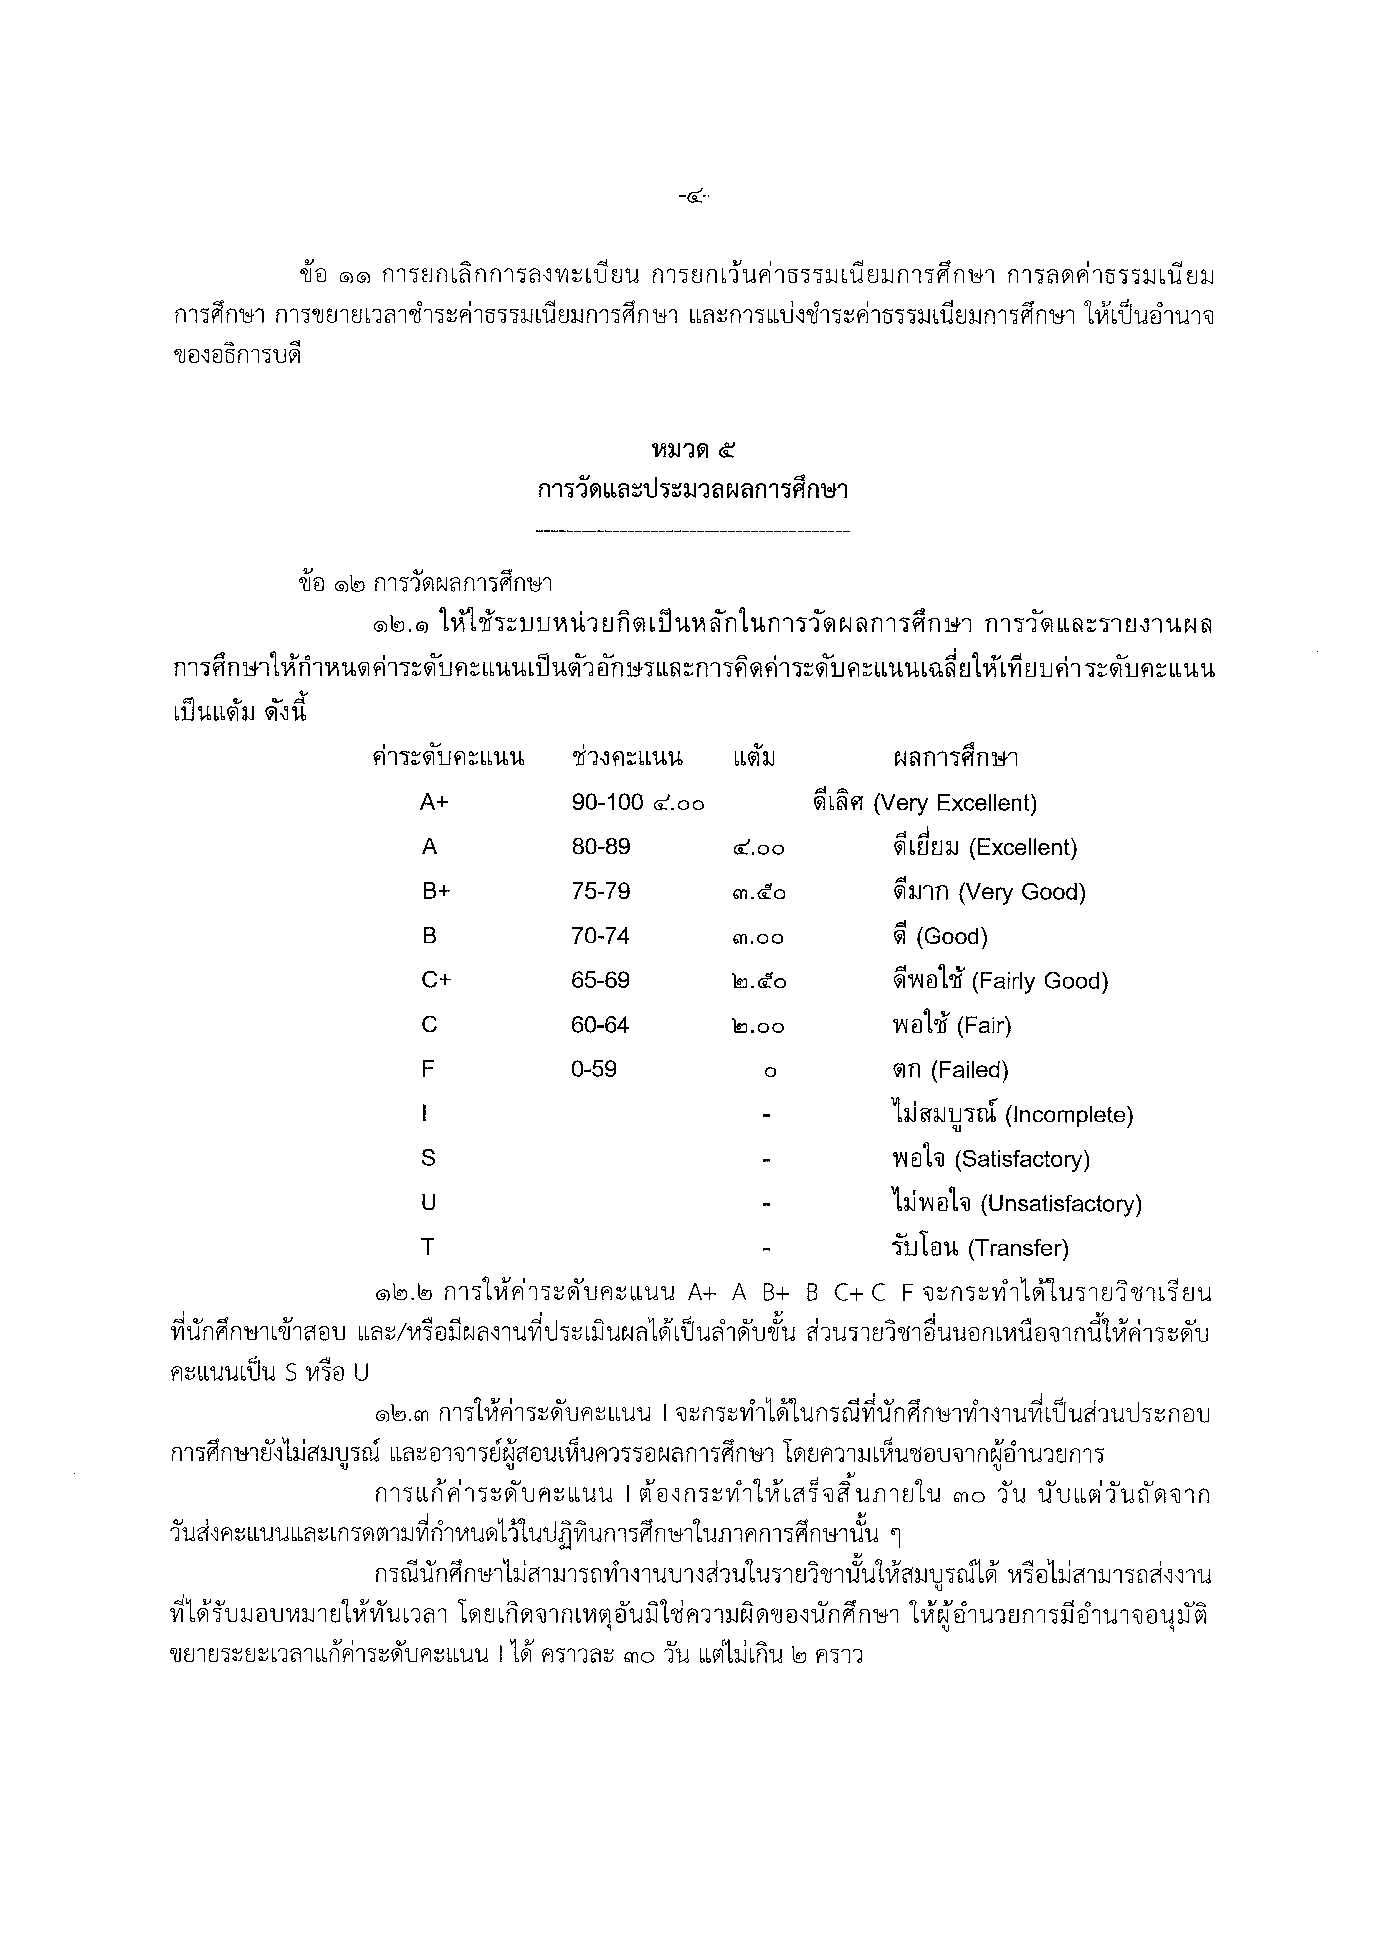 -๔-
ข้อ ๑๑ การยกเลิกการลงทะเบียน การยกเว้นค่าธรรมเนียมการศึกษา การลดค่าธรรมเนียม
การศึกษา การขยายเวลาชำระค่าธรรมเนียมการศึกษา และการแบ่งชำระค่าธรรมเนียมการศึกษา ให้เป็นอำนาจ
ของอธิการบดี
หมวด ๕
การวัดและประมวลผลการศึกษา
ข้อ ๑๒ การวัดผลการศึกษา
๑๒.๑ ให้ใช้ระบบหน่วยกิตเป็นหลักในการวัดผลการศึกษา การวัดและรายงานผล
การศึกษาให้กำหนดค่าระดับคะแนนเป็นตัวอักษรและการคิดค่าระดับคะแนนเฉลี่ยให้เทียบค่าระดับคะแนน
เป็นแต้ม ดังนี้
ค่าระดับคะแนน ช่วงคะแนน แต้ม ผลการศึกษา
A+ 90-100 ๔.๐๐ ดีเลิศ (Very Excellent)
A 80-89 ๔.๐๐ ดีเยี่ยม (Excellent)
B+ 75-79 ๓.๕๐ ดีมาก (Very Good)
B 70-74 ๓.๐๐ ดี (Good)
C+ 65-69 ๒.๕๐ ดีพอใช้ (Fairly Good)
C 60-64 ๒.๐๐ พอใช้ (Fair)
F 0-59 ๐ ตก (Failed)
I - ไม่สมบูรณ์ (Incomplete)
S - พอใจ (Satisfactory)
U - ไม่พอใจ (Unsatisfactory)
T - รับโอน (Transfer)
๑๒.๒ การให้ค่าระดับคะแนน A+ A B+ B C+ C F จะกระทำได้ในรายวิชาเรียน
ที่นักศึกษาเข้าสอบ และ/หรือมีผลงานที่ประเมินผลได้เป็นลำดับขั้น ส่วนรายวิชาอื่นนอกเหนือจากนี้ให้ค่าระดับ
คะแนนเป็น S หรือ U
๑๒.๓ การให้ค่าระดับคะแนน I จะกระทำได้ในกรณีที่นักศึกษาทำงานที่เป็นส่วนประกอบ
การศึกษายังไม่สมบูรณ์ และอาจารย์ผู้สอนเห็นควรรอผลการศึกษา โดยความเห็นชอบจากผู้อำนวยการ
การแก้ค่าระดับคะแนน I ต้องกระทำให้เสร็จสิ้นภายใน ๓๐ วัน นับแต่วันถัดจาก
วันส่งคะแนนและเกรดตามที่กำหนดไว้ในปฏิทินการศึกษาในภาคการศึกษานั้น ๆ
กรณีนักศึกษาไม่สามารถทำงานบางส่วนในรายวิชานั้นให้สมบูรณ์ได้ หรือไม่สามารถส่งงาน
ที่ได้รับมอบหมายให้ทันเวลา โดยเกิดจากเหตุอันมิใช่ความผิดของนักศึกษา ให้ผู้อำนวยการมีอำนาจอนุมัติ
ขยายระยะเวลาแก้ค่าระดับคะแนน I ได้ คราวละ ๓๐ วัน แต่ไม่เกิน ๒ คราว